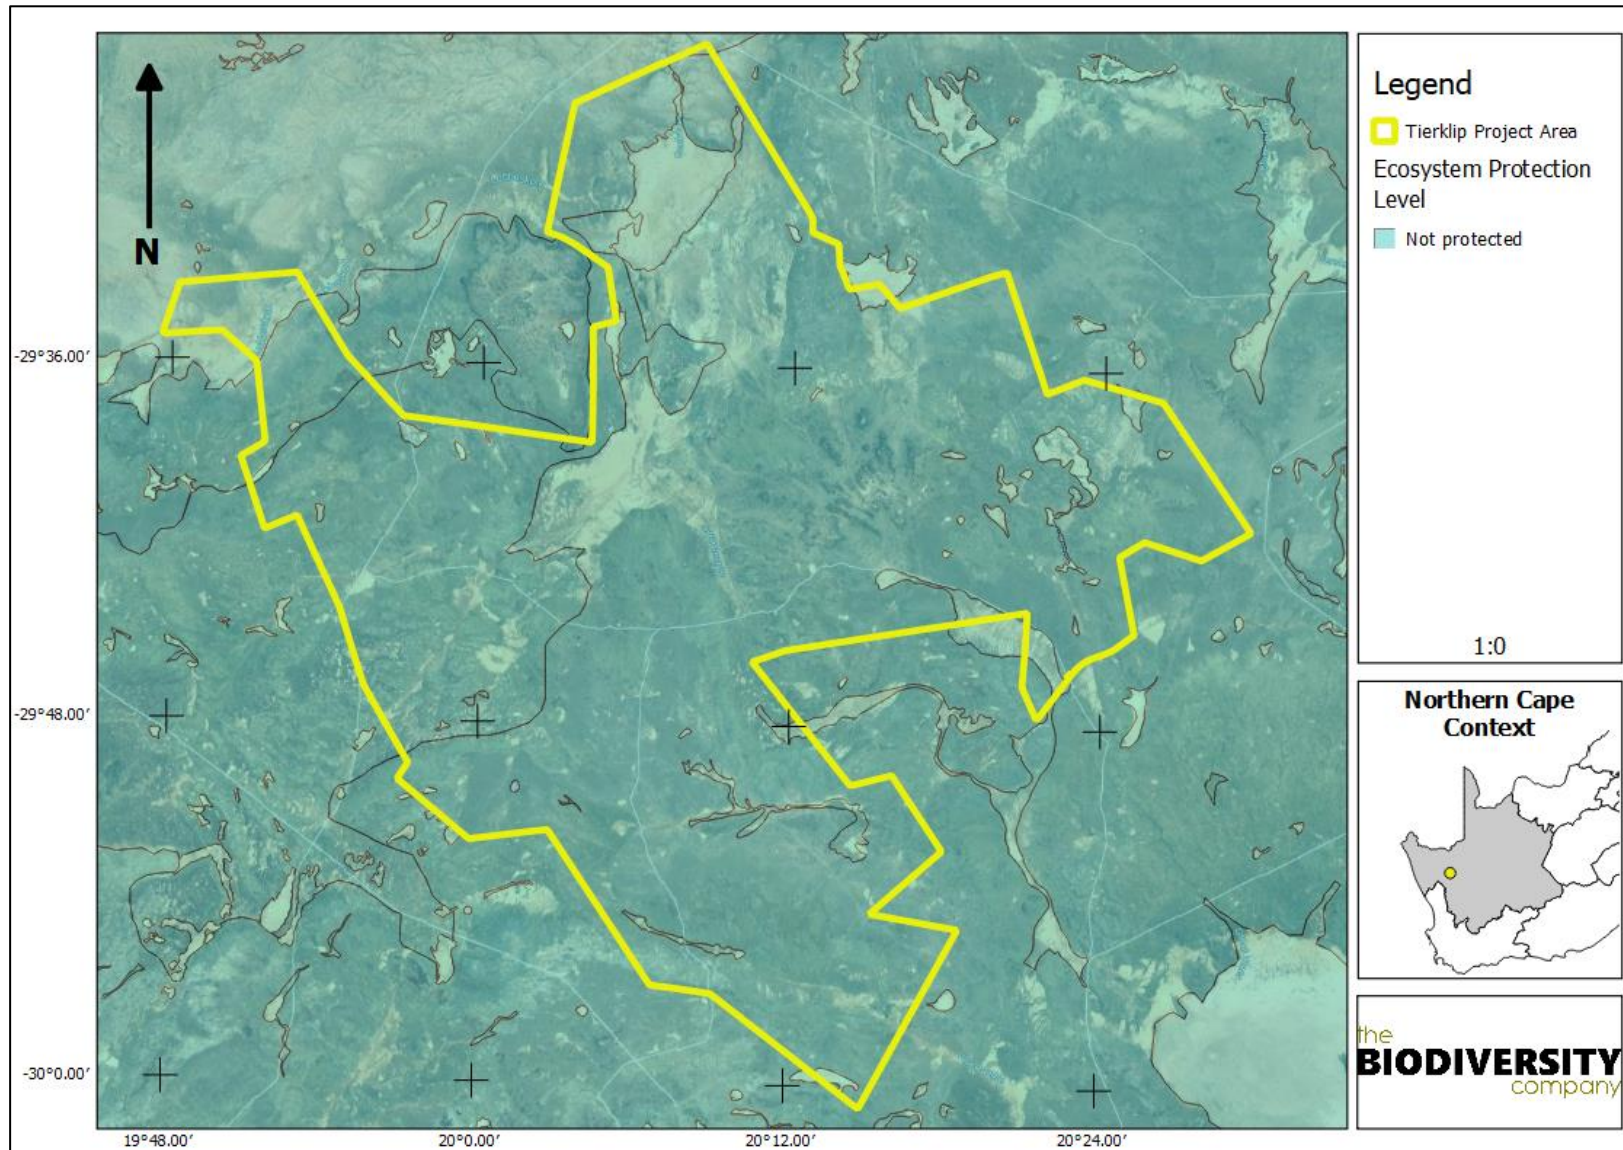 N
-29°36.00'
-29°48.00'
-30°0.00'
19°48.00'
20°0.00'
20°12.00'
20°24.00'
Legend
Tierklip Project Area
Ecosystem Protection
Level
Not protected
1:0
Northern Cape
Context
the
BIODIVERSITY
company